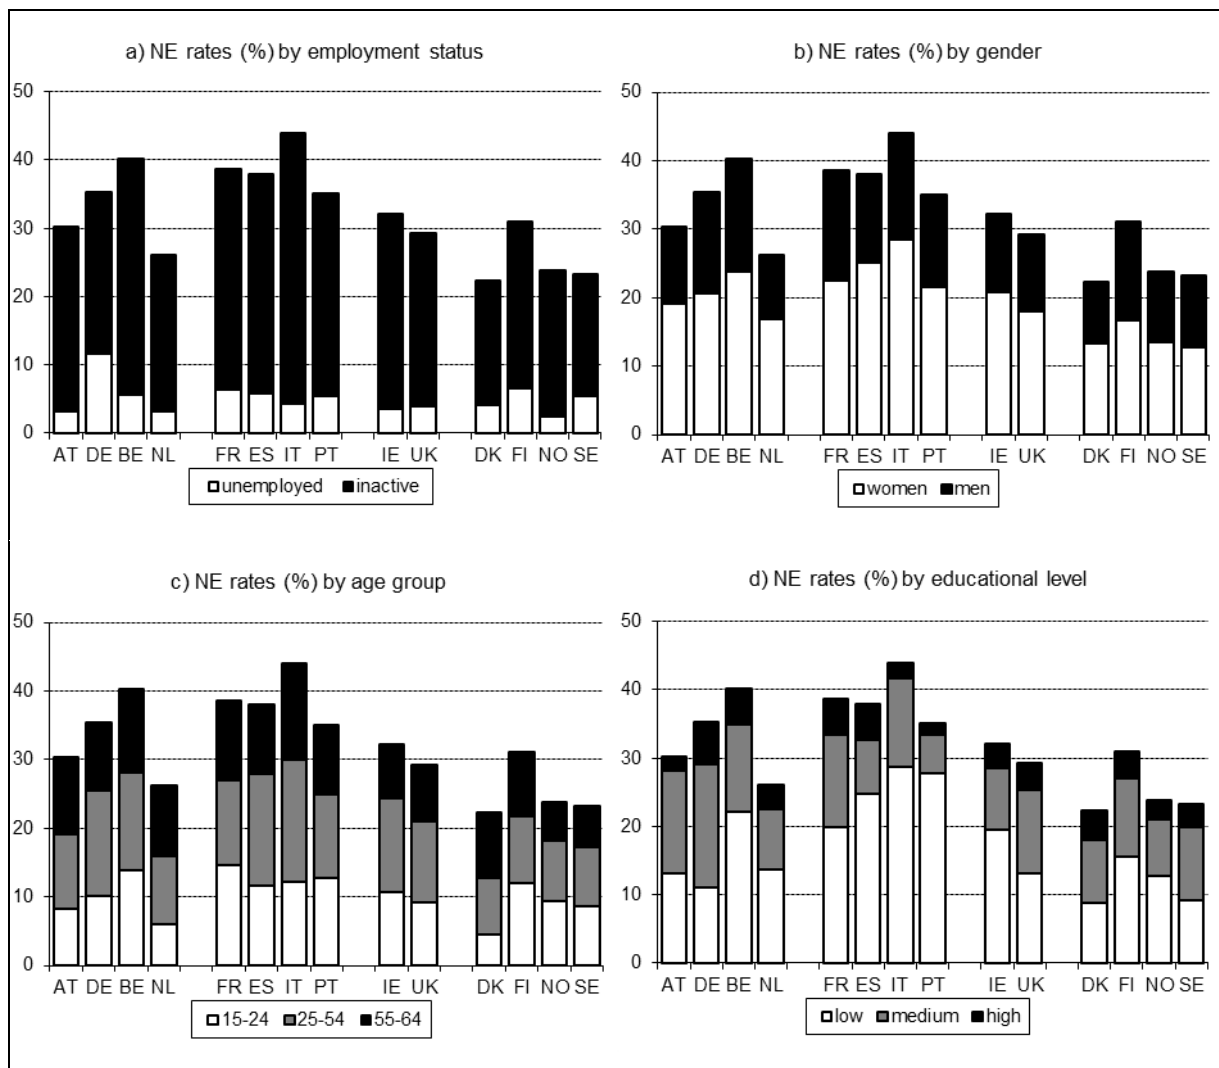 a) NE rates (%) by employment status
50
40
30
20
10
0
AT DE BE NL FR ES IT PT IE UK DK FI NO SE
unemployed inactive
b) NE rates (%) by gender
50
40
30
20
10
0
AT DE BE NL FR ES IT PT IE UK DK FI NO SE
women men
c) NE rates (%) by age group
50
40
30
20
10
0
AT DE BE NL FR ES IT PT IE UK DK FI NO SE
15-24 25-54 55-64
d) NE rates (%) by educational level
50
40
30
20
10
0
AT DE BE NL FR ES IT PT IE UK DK FI NO SE
low medium high